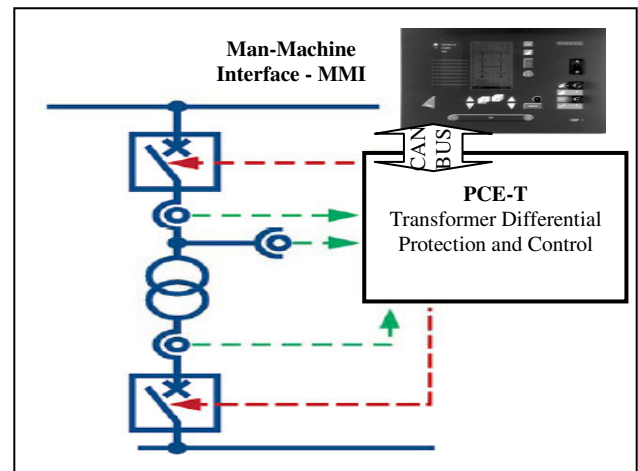 Man-Machine
Interface - MMI
CAN
BUS
PCE-T
Transformer Differential
Protection and Control